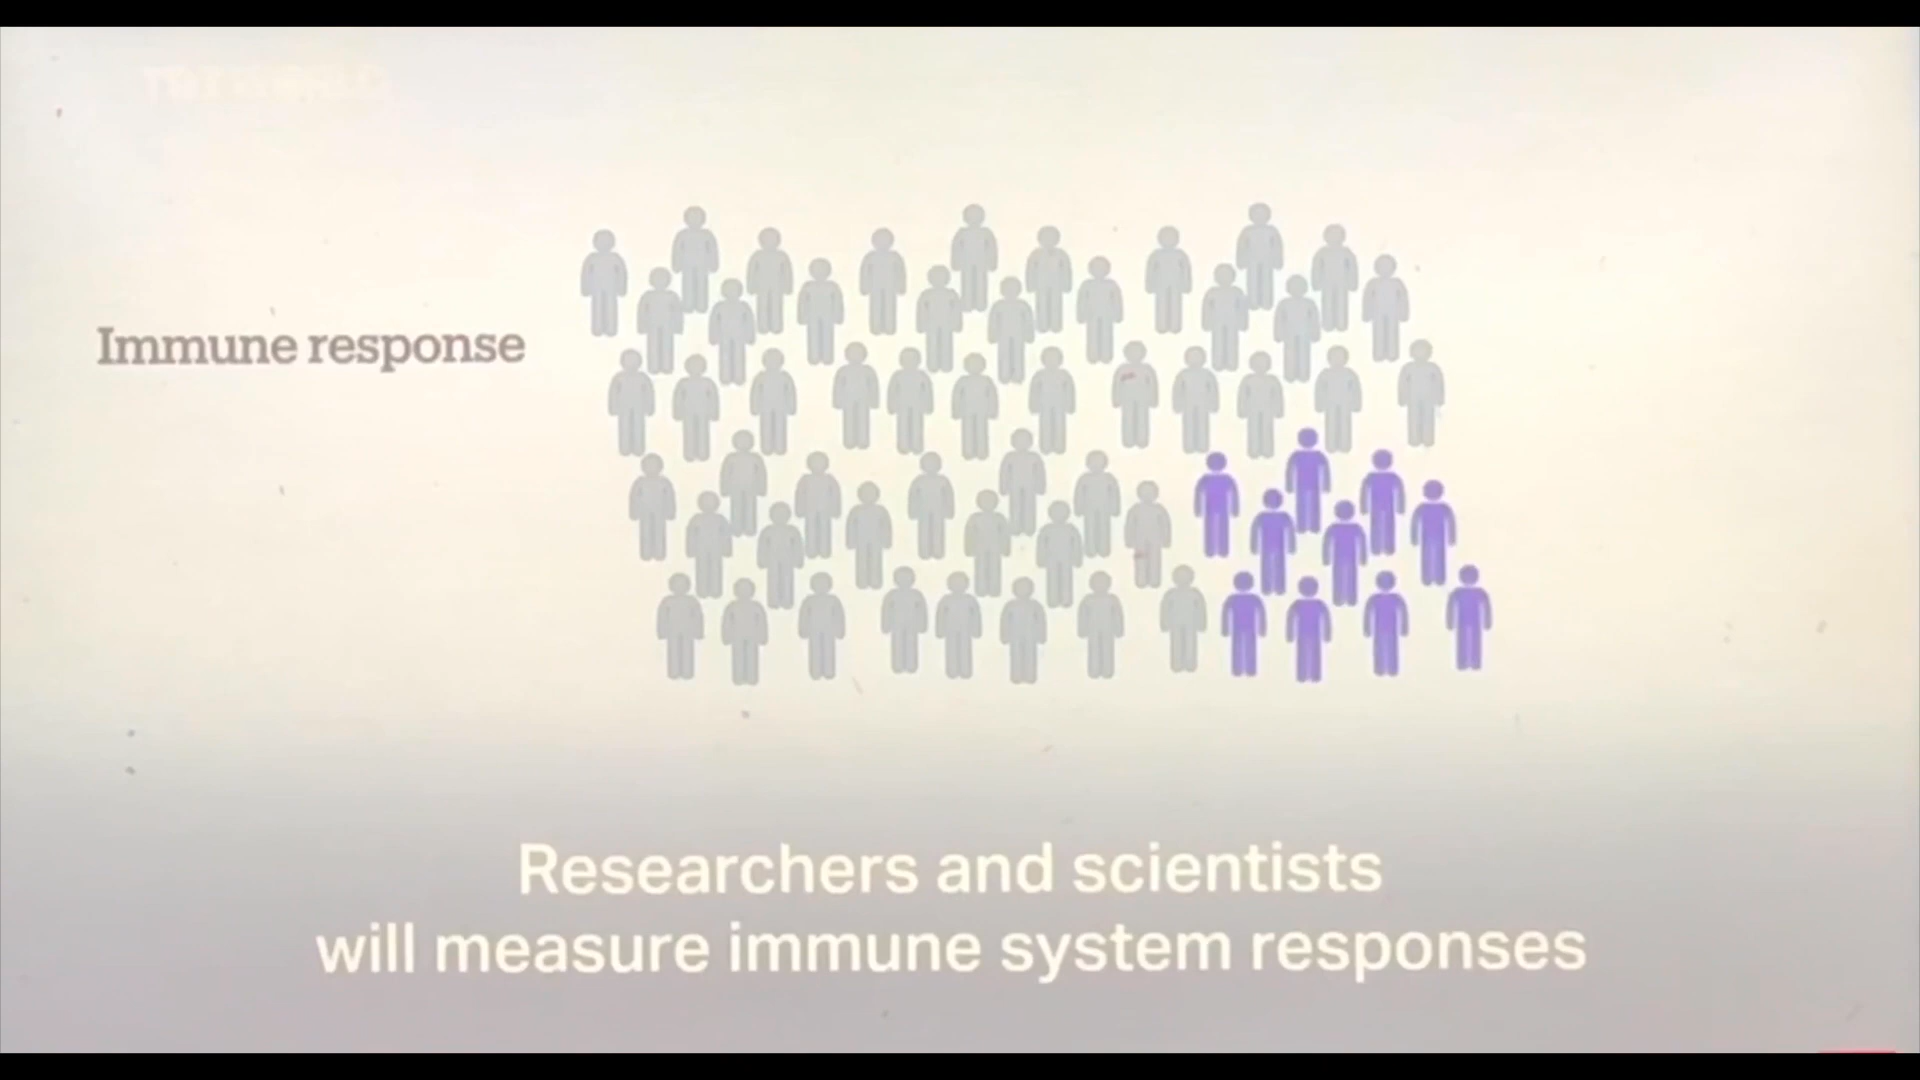 Immune response
Researchers and scientists
will measure immune system responses